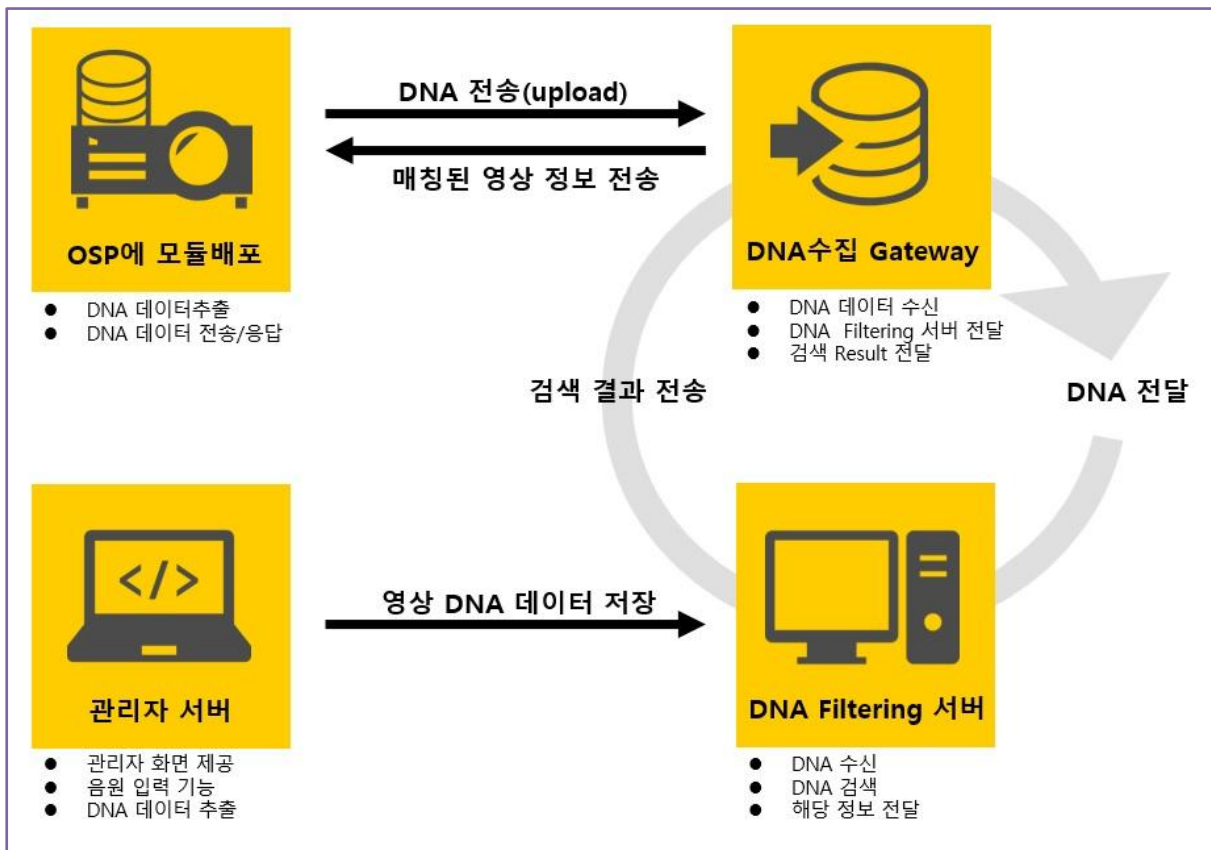 DNA 전송(upload)
매칭된 영상 정보 전송
OSP에 모듈배포
● DNA 데이터추출
● DNA 데이터 전송/응답
DNA수집 Gateway
● DNA 데이터 수신
● DNA Filtering 서버 전달
● 검색 Result 전달
검색 결과 전송
DNA 전달
</>
영상 DNA 데이터 저장
관리자 서버
● 관리자 화면 제공
● 음원 입력 기능
● DNA 데이터 추출
DNA Filtering 서버
● DNA 수신
● DNA 검색
● 해당 정보 전달